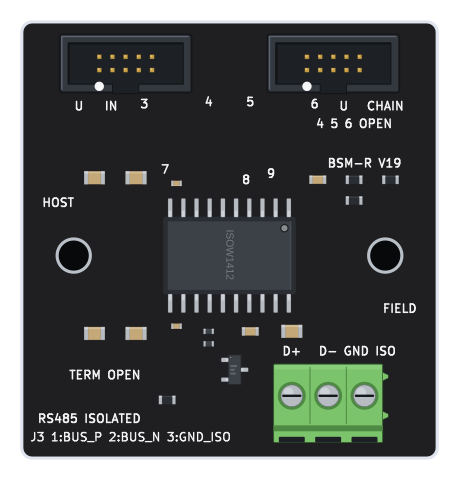 U IN 3 4 5 6 U CHAIN
4 5 6 OPEN
BSM-R V19
7 8 9
HOST
ISOW1412
FIELD
D+ D- GND ISO
TERM OPEN
RS485 ISOLATED
J3 1:BUS_P 2:BUS_N 3:GND_ISO